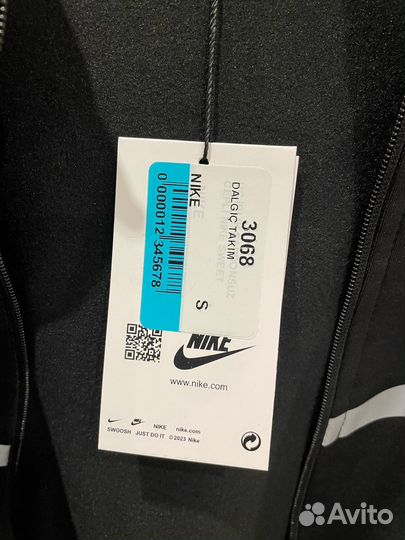 3068
DALGIÇ TAKIM
NIKE
S
0 000012 345678
NIKE
www.nike.com
NIKE nike.com
SWOOSH JUST DO IT ©2023 Nike
Avito